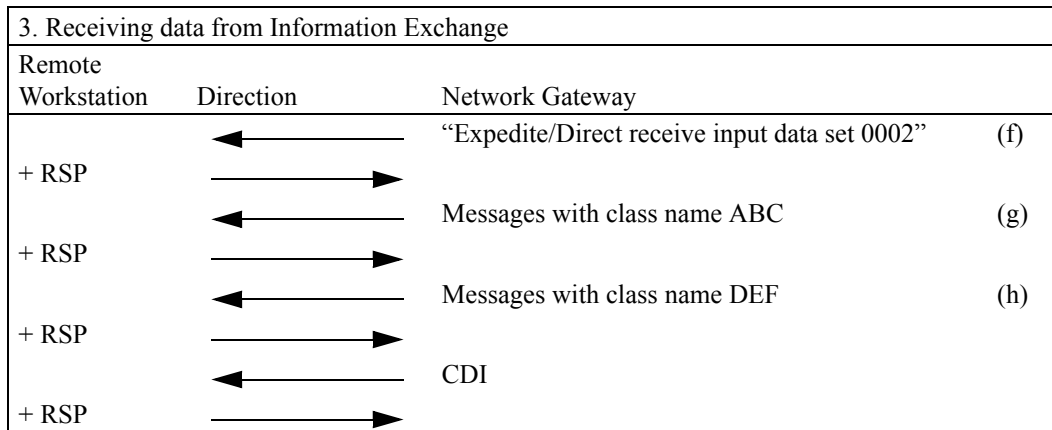 3. Receiving data from Information Exchange
Remote
Workstation Direction Network Gateway
“Expedite/Direct receive input data set 0002” (f)
+ RSP
Messages with class name ABC (g)
+ RSP
Messages with class name DEF (h)
+ RSP
CDI
+ RSP